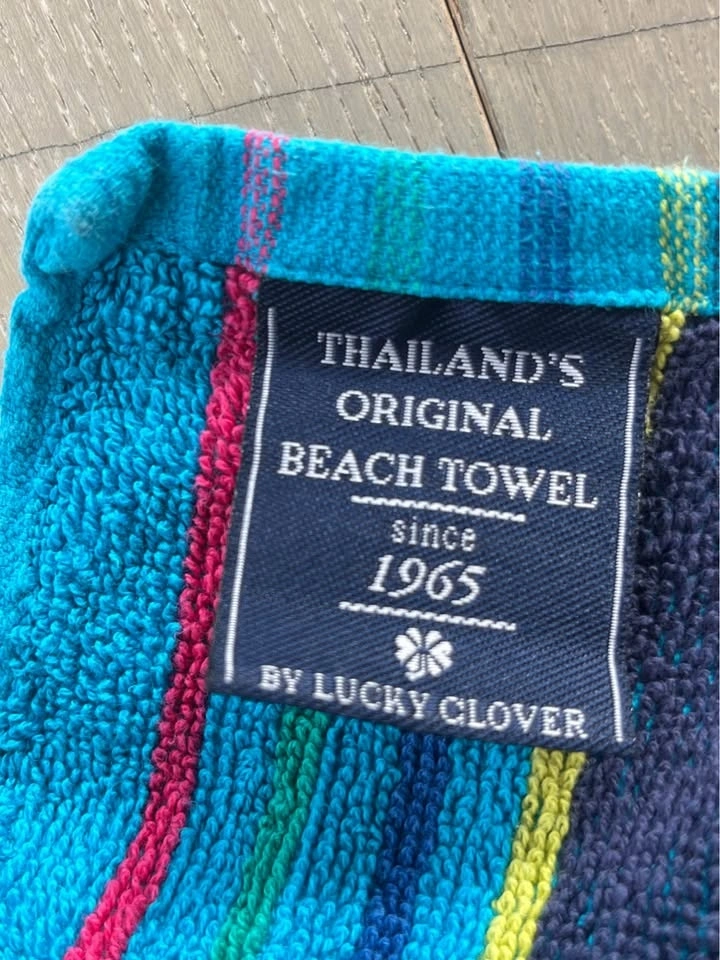 THAILAND'S
ORIGINAL
BEACH TOWEL
since
1965
BY LUCKY CLOVER